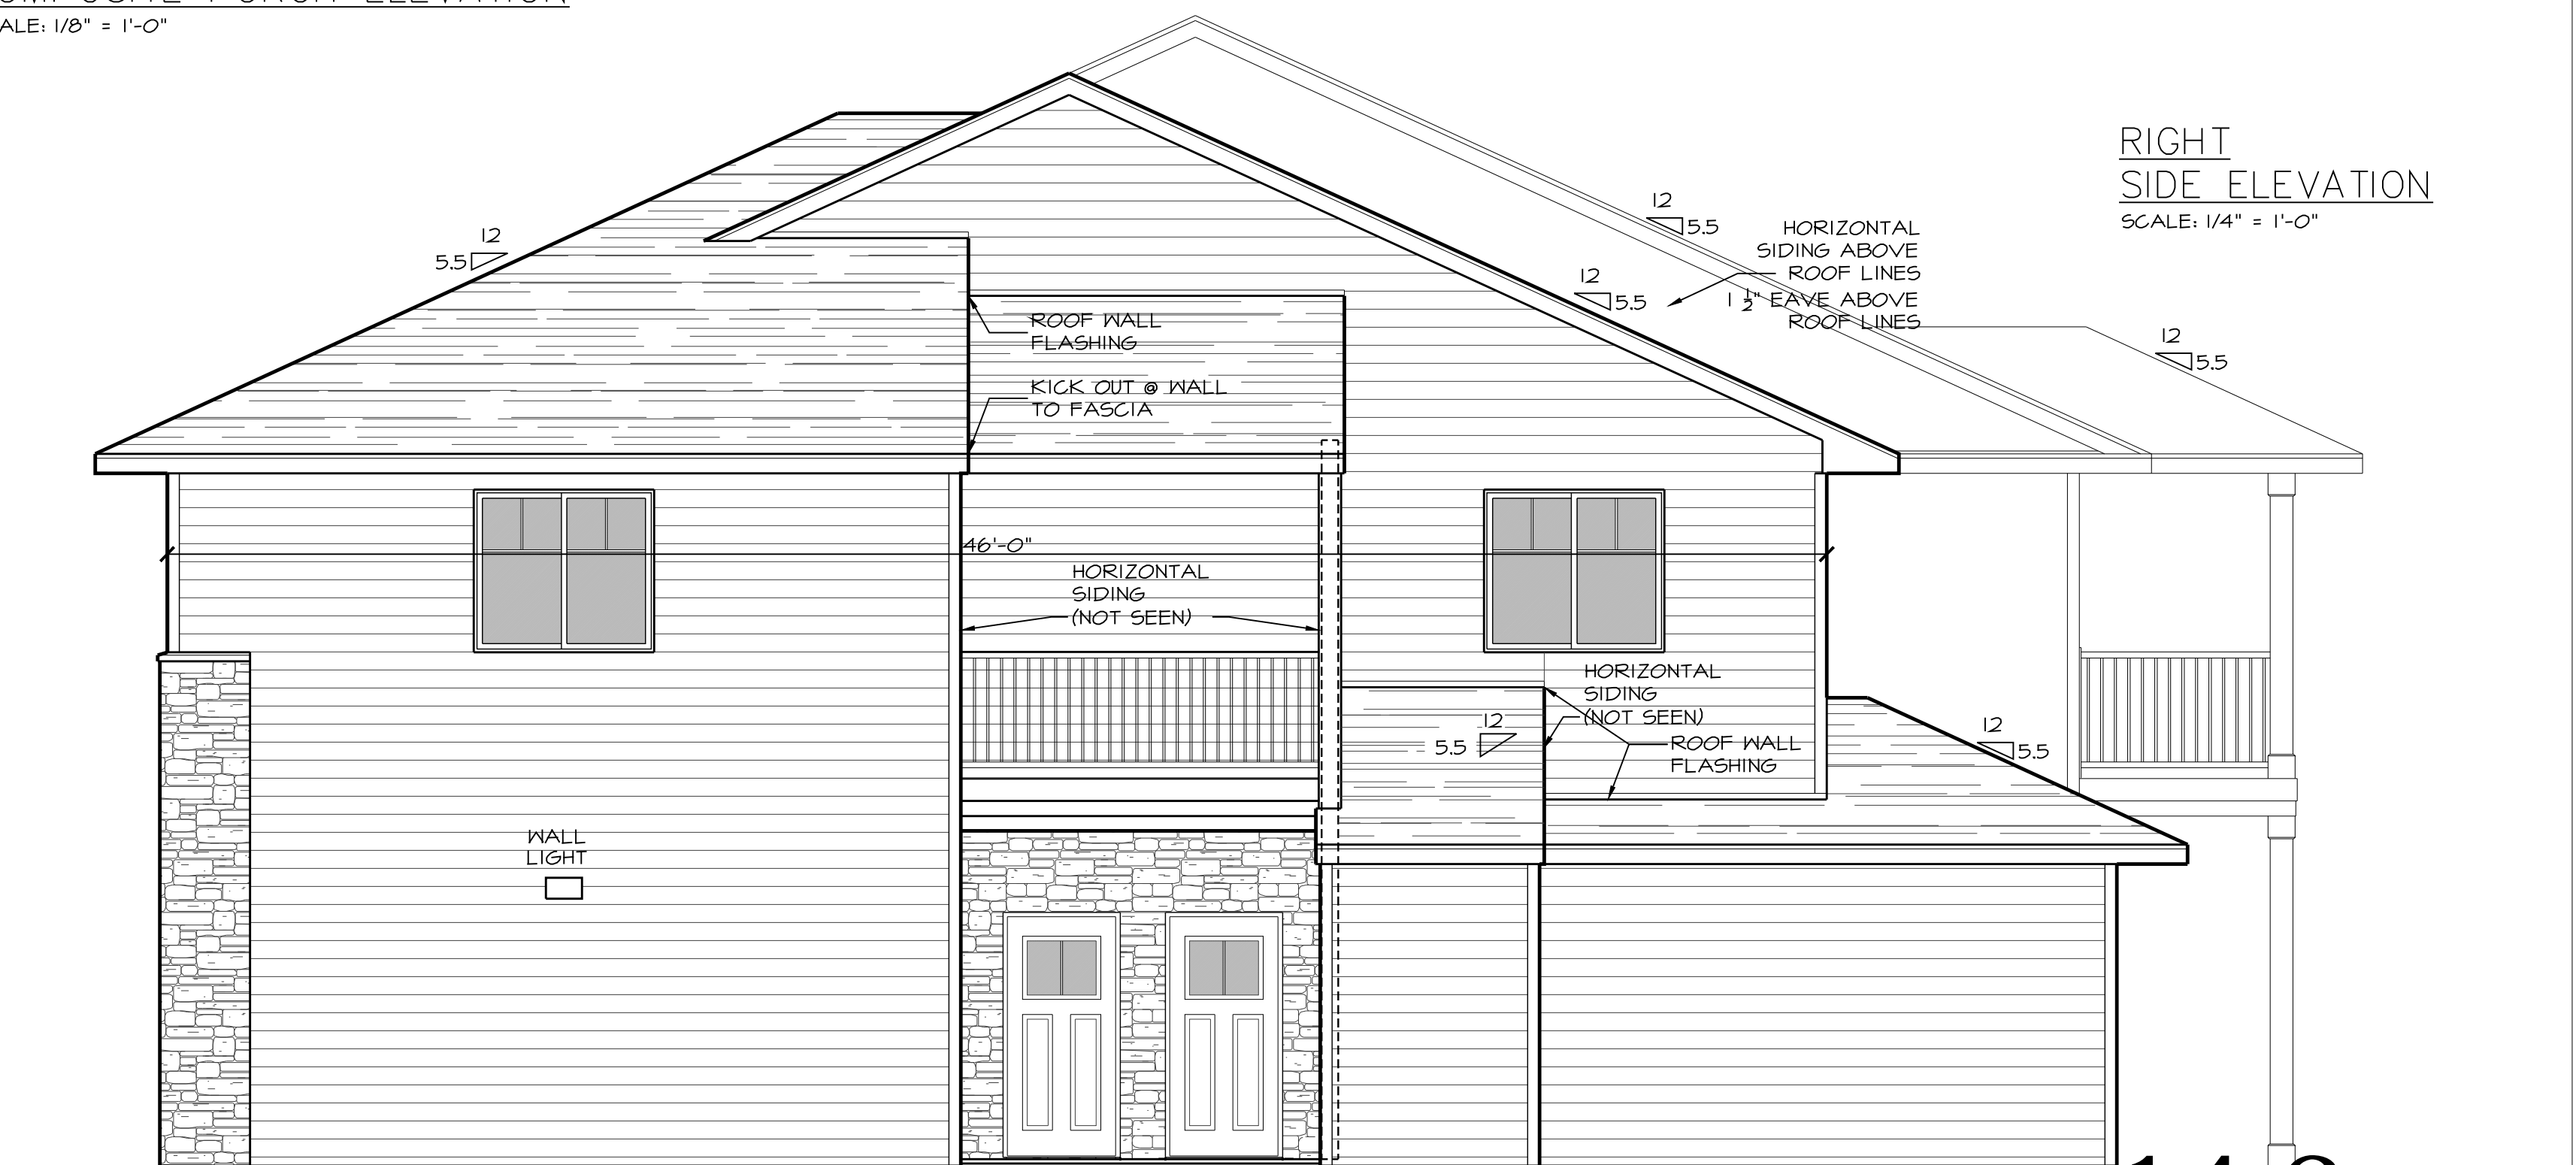 ALE: 1/8" = 1'-0"
RIGHT
SIDE ELEVATION
SCALE: 1/4" = 1'-0"
12
5.5
12
5.5
HORIZONTAL
SIDING ABOVE
ROOF LINES
1 1/2" EAVE ABOVE
ROOF LINES
12
5.5
12
5.5
ROOF WALL
FLASHING
KICK OUT @ WALL
TO FASCIA
46'-0"
HORIZONTAL
SIDING
(NOT SEEN)
HORIZONTAL
SIDING
(NOT SEEN)
12
5.5
ROOF WALL
FLASHING
12
5.5
WALL
LIGHT